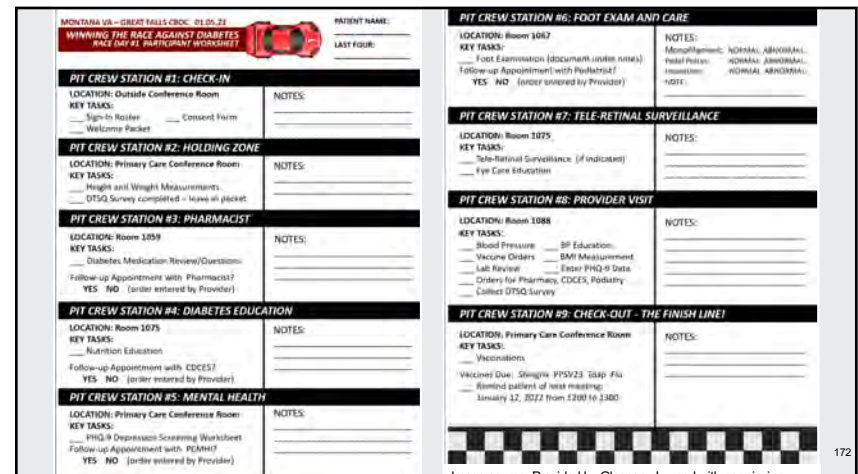 MONTANA VA – GREAT FALLS CBOC 01.05.23
WINNING THE RACE AGAINST DIABETES
RACE DAY #1 PARTICIPANT WORKSHEET
PATIENT NAME:
LAST FOUR:
PIT CREW STATION #1: CHECK-IN
LOCATION: Outside Conference Room
KEY TASKS:
___ Sign-In Roster ___ Consent Form
___ Welcome Packet
NOTES:
PIT CREW STATION #2: HOLDING ZONE
LOCATION: Primary Care Conference Room
KEY TASKS:
___ Height and Weight Measurements
___ DTSQ Survey completed – leave in packet
NOTES:
PIT CREW STATION #3: PHARMACIST
LOCATION: Room 1059
KEY TASKS:
___ Diabetes Medication Review/Questions
Follow-up Appointment with Pharmacist?
YES NO (order entered by Provider)
NOTES:
PIT CREW STATION #4: DIABETES EDUCATION
LOCATION: Room 1075
KEY TASKS:
___ Nutrition Education
Follow-up Appointment with CDCES?
YES NO (order entered by Provider)
NOTES:
PIT CREW STATION #5: MENTAL HEALTH
LOCATION: Primary Care Conference Room
KEY TASKS:
___ PHQ-9 Depression Screening Worksheet
Follow-up Appointment with PCMHI?
YES NO (order entered by Provider)
NOTES:
PIT CREW STATION #6: FOOT EXAM AND CARE
LOCATION: Room 1067
KEY TASKS:
___ Foot Examination (document under notes)
Follow-up Appointment with Podiatrist?
YES NO (order entered by Provider)
NOTES:
Monofilament: NORMAL ABNORMAL
Pedal Pulses: NORMAL ABNORMAL
NORMAL ABNORMAL
NOTE:
PIT CREW STATION #7: TELE-RETINAL SURVEILLANCE
LOCATION: Room 1075
KEY TASKS:
___ Tele-Retinal Surveillance (if indicated)
___ Eye Care Education
NOTES:
PIT CREW STATION #8: PROVIDER VISIT
LOCATION: Room 1088
KEY TASKS:
___ Blood Pressure ___ BP Education
___ Vaccine Orders ___ BMI Measurement
___ Lab Review ___ Enter PHQ-9 Data
___ Orders for Pharmacy, CDCES, Podiatry
___ Collect DTSQ Survey
NOTES:
PIT CREW STATION #9: CHECK-OUT - THE FINISH LINE!
LOCATION: Primary Care Conference Room
KEY TASKS:
___ Vaccinations
Vaccines Due: Shingrix PPSV23 Tdap Flu
___ Remind patient of next meeting:
January 12, 2022 from 1200 to 1300
NOTES:
172